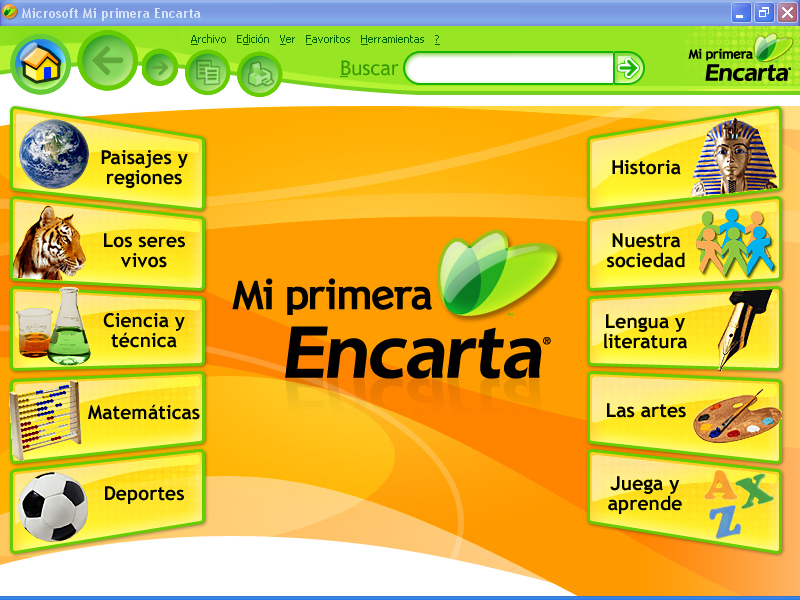 Microsoft Mi primera Encarta
Archivo Edición Ver Favoritos Herramientas ?
Buscar
Mi primera
Encarta
Paisajes y
regiones
Los seres
vivos
Ciencia y
técnica
Matemáticas
Deportes
Mi primera
Encarta®
Historia
Nuestra
sociedad
Lengua y
literatura
Las artes
Juega y
aprende
A X
Z